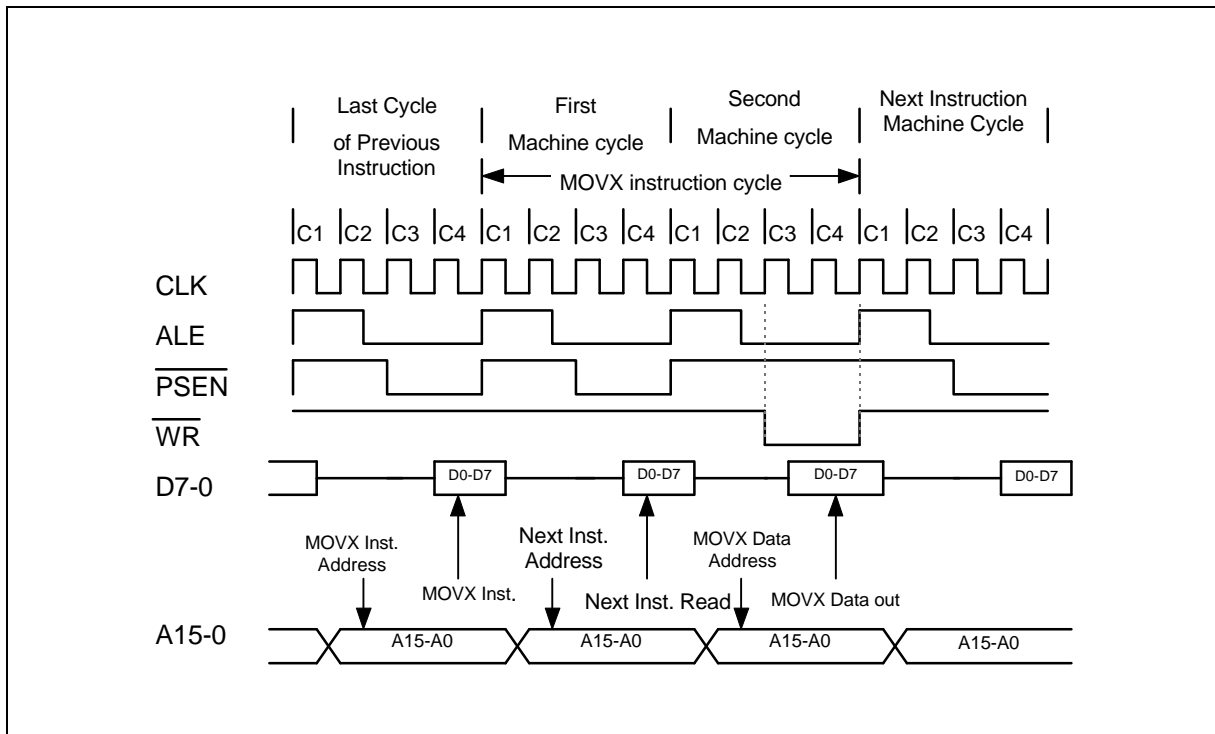 Last Cycle
of Previous
Instruction
First
Machine cycle
Second
Machine cycle
Next Instruction
Machine Cycle
MOVX instruction cycle
C1 C2 C3 C4 C1 C2 C3 C4 C1 C2 C3 C4 C1 C2 C3 C4
CLK
ALE
PSEN
WR
D7-0
D0-D7 D0-D7 D0-D7 D0-D7
MOVX Inst.
Address
MOVX Inst.
Next Inst.
Address
Next Inst. Read
MOVX Data
Address
MOVX Data out
A15-0
A15-A0 A15-A0 A15-A0 A15-A0